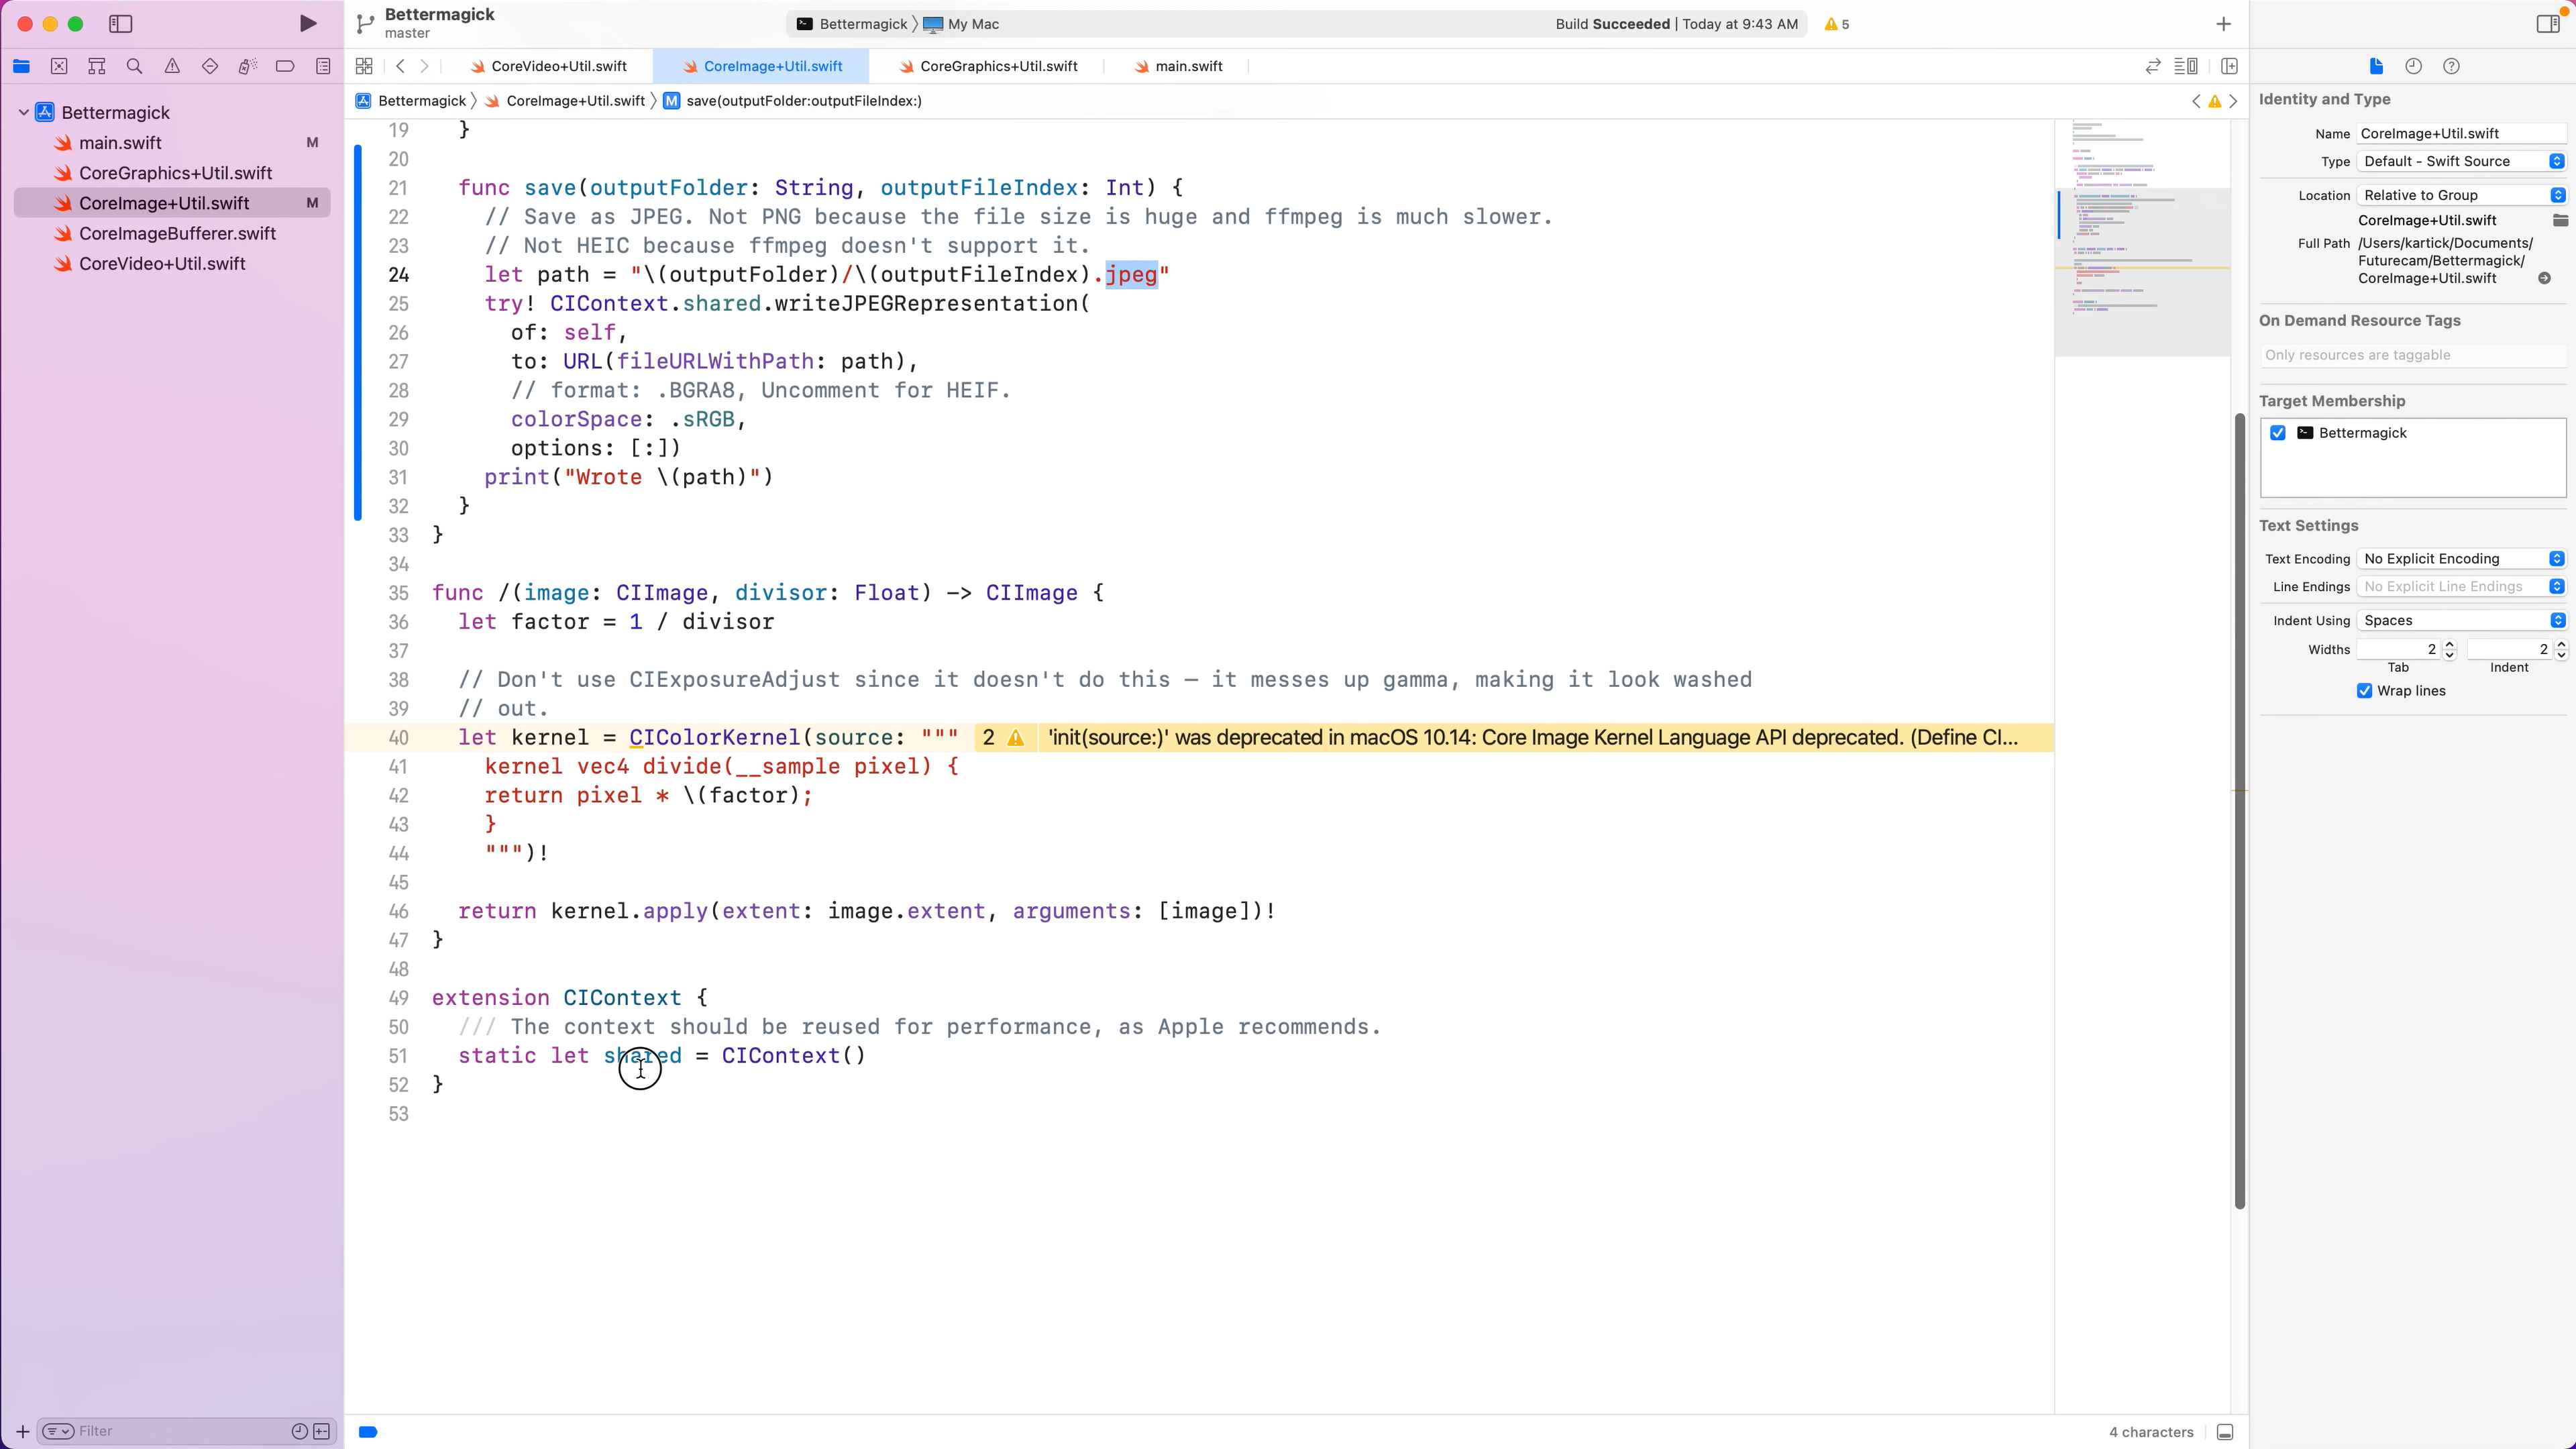 Bettermagick
master
Bettermagick 〉 My Mac
Build Succeeded | Today at 9:43 AM
5
CoreVideo+Util.swift
CoreImage+Util.swift
CoreGraphics+Util.swift
main.swift
Bettermagick 〉 CoreImage+Util.swift 〉 M save(outputFolder:outputFileIndex:)
Bettermagick
main.swift M
CoreGraphics+Util.swift
CoreImage+Util.swift M
CoreImageBufferer.swift
CoreVideo+Util.swift
Filter
19   }
20
21   func save(outputFolder: String, outputFileIndex: Int) {
22     // Save as JPEG. Not PNG because the file size is huge and ffmpeg is much slower.
23     // Not HEIC because ffmpeg doesn't support it.
24     let path = "\(outputFolder)/\(outputFileIndex).jpeg"
25     try! CIContext.shared.writeJPEGRepresentation(
26       of: self,
27       to: URL(fileURLWithPath: path),
28       // format: .BGRA8, Uncomment for HEIF.
29       colorSpace: .sRGB,
30       options: [:])
31     print("Wrote \(path)")
32   }
33 }
34
35 func /(image: CIImage, divisor: Float) -> CIImage {
36   let factor = 1 / divisor
37
38   // Don't use CIExposureAdjust since it doesn't do this — it messes up gamma, making it look washed
39   // out.
40   let kernel = CIColorKernel(source: """ 2 'init(source:)' was deprecated in macOS 10.14: Core Image Kernel Language API deprecated. (Define CI...
41     kernel vec4 divide(__sample pixel) {
42     return pixel * \(factor);
43     }
44     """)!
45
46   return kernel.apply(extent: image.extent, arguments: [image])!
47 }
48
49 extension CIContext {
50   /// The context should be reused for performance, as Apple recommends.
51   static let shared = CIContext()
52 }
53
4 characters
Identity and Type
Name CoreImage+Util.swift
Type Default - Swift Source
Location Relative to Group
CoreImage+Util.swift
Full Path /Users/kartick/Documents/
Futurecam/Bettermagick/
CoreImage+Util.swift
On Demand Resource Tags
Only resources are taggable
Target Membership
Bettermagick
Text Settings
Text Encoding No Explicit Encoding
Line Endings No Explicit Line Endings
Indent Using Spaces
Widths 2 2
Tab Indent
Wrap lines